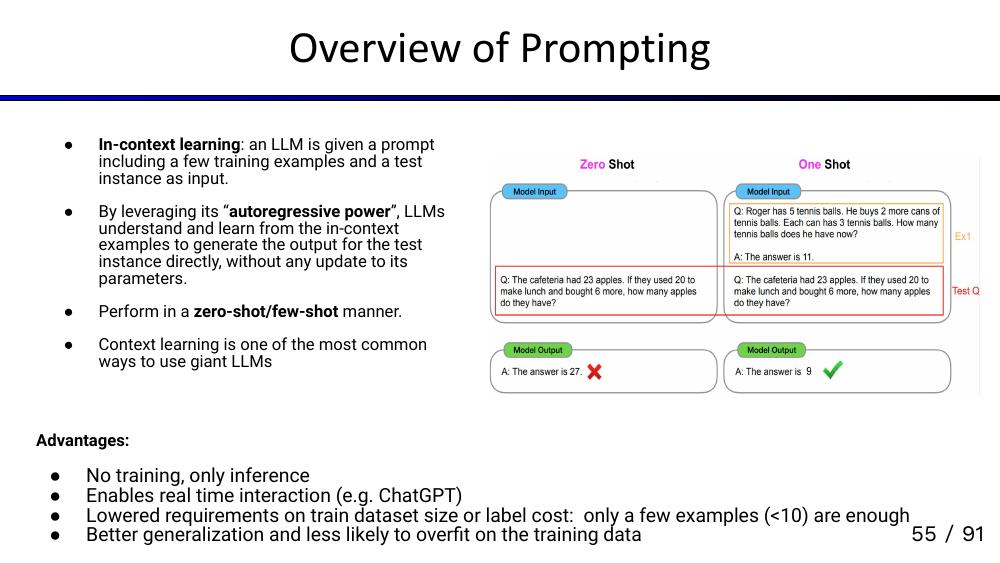 Overview of Prompting
● In-context learning: an LLM is given a prompt
including a few training examples and a test
instance as input.
● By leveraging its “autoregressive power”, LLMs
understand and learn from the in-context
examples to generate the output for the test
instance directly, without any update to its
parameters.
● Perform in a zero-shot/few-shot manner.
● Context learning is one of the most common
ways to use giant LLMs
Zero Shot
Model Input
Q: The cafeteria had 23 apples. If they used 20 to
make lunch and bought 6 more, how many apples
do they have?
Model Output
A: The answer is 27.
One Shot
Model Input
Q: Roger has 5 tennis balls. He buys 2 more cans of
tennis balls. Each can has 3 tennis balls. How many
tennis balls does he have now?
A: The answer is 11.
Ex1
Q: The cafeteria had 23 apples. If they used 20 to
make lunch and bought 6 more, how many apples
do they have?
Test Q
Model Output
A: The answer is 9
Advantages:
● No training, only inference
● Enables real time interaction (e.g. ChatGPT)
● Lowered requirements on train dataset size or label cost:  only a few examples (<10) are enough
● Better generalization and less likely to overfit on the training data
55 / 91